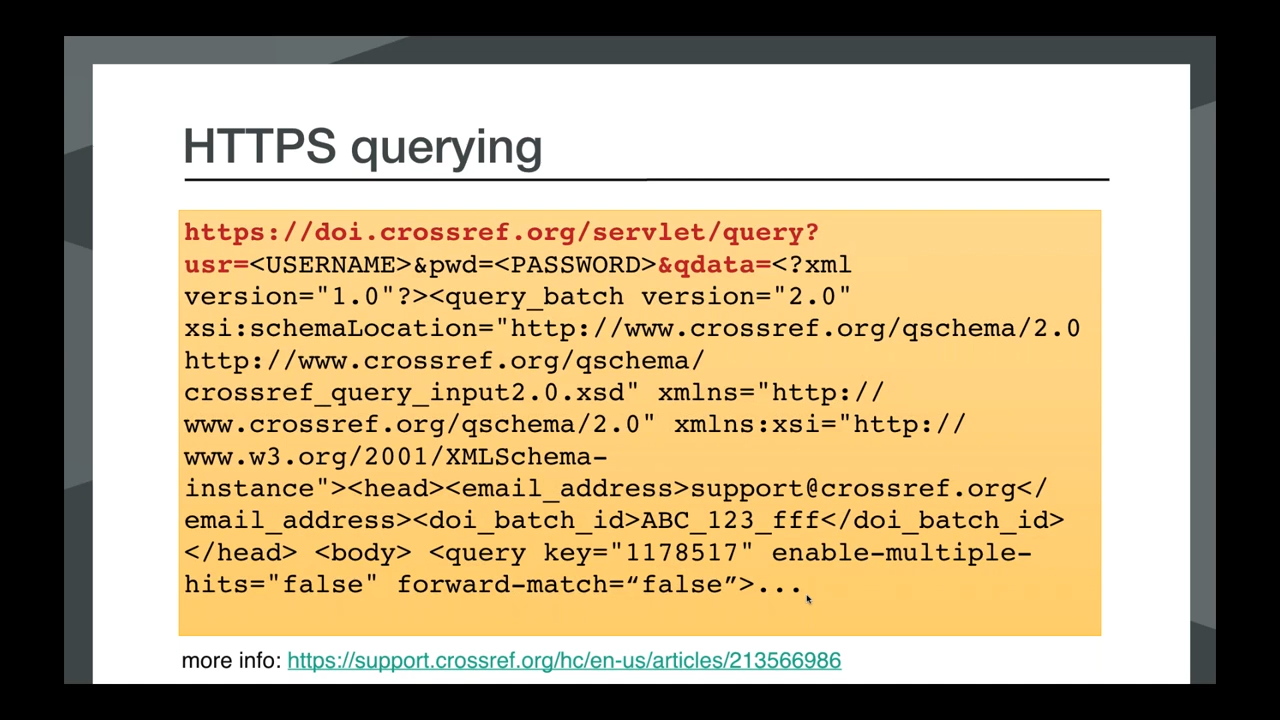 HTTPS querying
https://doi.crossref.org/servlet/query?
usr=<USERNAME>&pwd=<PASSWORD>&qdata=<?xml
version="1.0"?><query_batch version="2.0"
xsi:schemaLocation="http://www.crossref.org/qschema/2.0
http://www.crossref.org/qschema/
crossref_query_input2.0.xsd" xmlns="http://
www.crossref.org/qschema/2.0" xmlns:xsi="http://
www.w3.org/2001/XMLSchema-
instance"><head><email_address>support@crossref.org</
email_address><doi_batch_id>ABC_123_fff</doi_batch_id>
</head> <body> <query key="1178517" enable-multiple-
hits="false" forward-match=“false”>...
more info: https://support.crossref.org/hc/en-us/articles/213566986